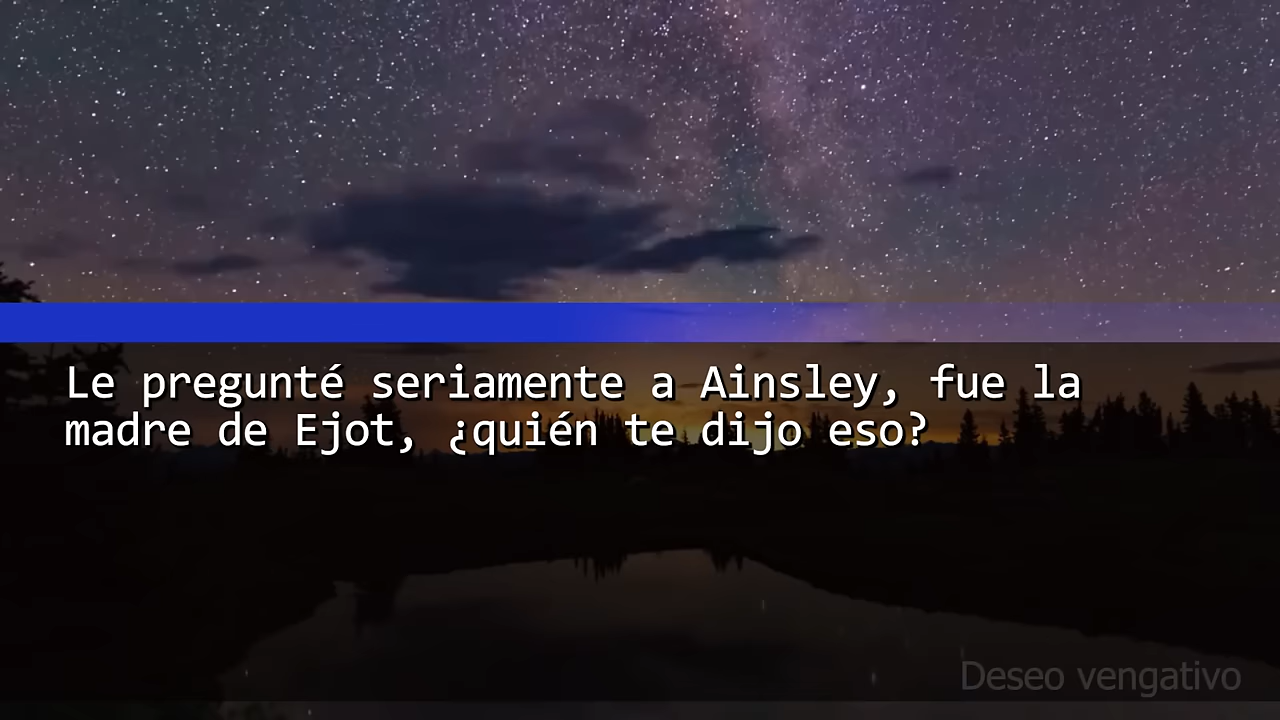 Le pregunté seriamente a Ainsley, fue la
madre de Ejot, ¿quién te dijo eso?
Deseo vengativo